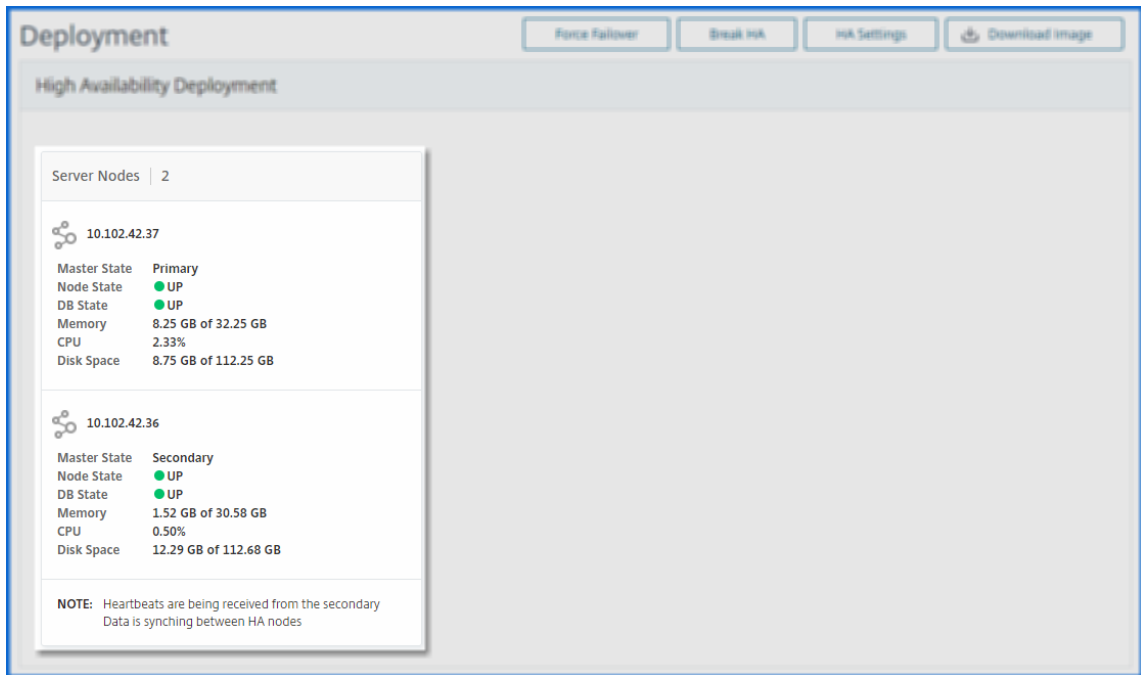 Deployment
Force Failover
Break HA
HA Settings
Download Image
High Availability Deployment
Server Nodes | 2
10.102.42.37
Master State Primary
Node State UP
DB State UP
Memory 8.25 GB of 32.25 GB
CPU 2.33%
Disk Space 8.75 GB of 112.25 GB
10.102.42.36
Master State Secondary
Node State UP
DB State UP
Memory 1.52 GB of 30.58 GB
CPU 0.50%
Disk Space 12.29 GB of 112.68 GB
NOTE: Heartbeats are being received from the secondary
Data is synching between HA nodes